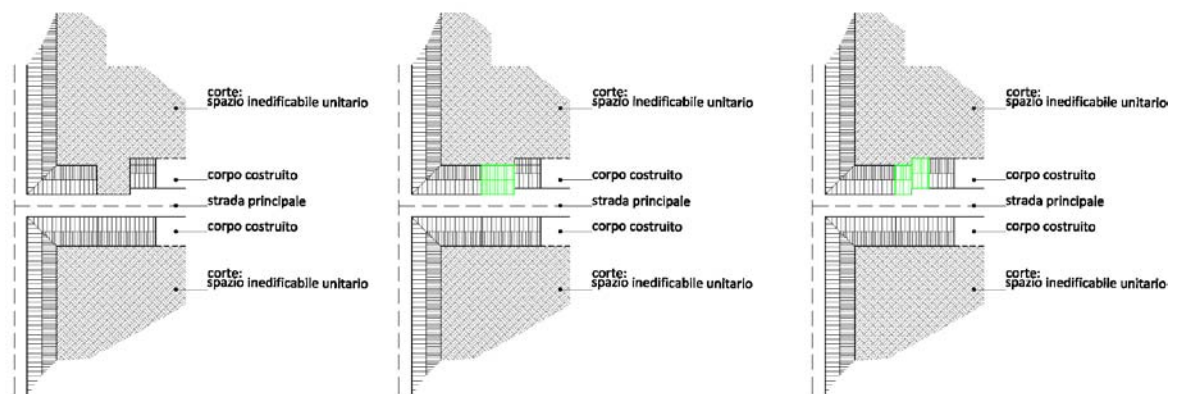 corte:
spazio inedificabile unitario
corpo costruito
strada principale
corpo costruito
corte:
spazio inedificabile unitario
corte:
spazio inedificabile unitario
corpo costruito
strada principale
corpo costruito
corte:
spazio inedificabile unitario
corte:
spazio inedificabile unitario
corpo costruito
strada principale
corpo costruito
corte:
spazio inedificabile unitario